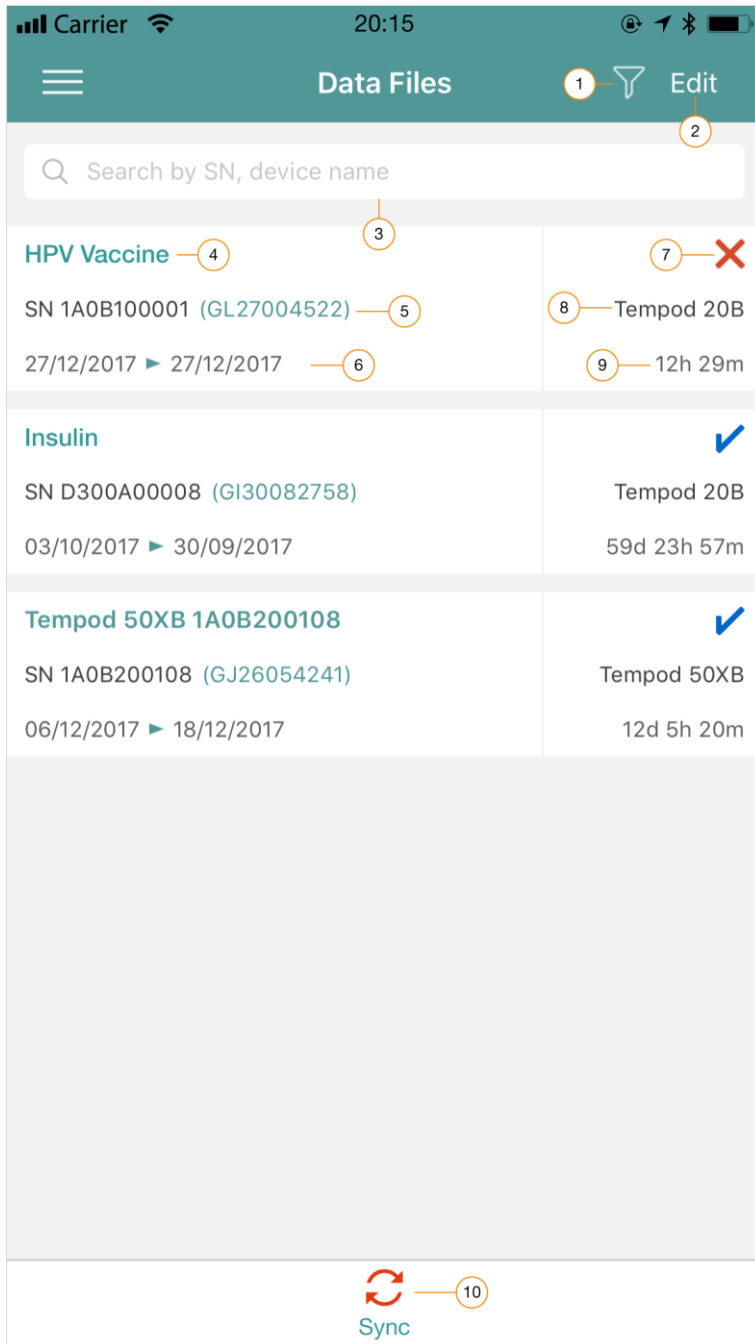 Carrier 20:15
Data Files 1 Edit
2
Search by SN, device name
3
HPV Vaccine 4 7
SN 1A0B100001 (GL27004522) 5 8 Tempod 20B
27/12/2017 ► 27/12/2017 6 9 12h 29m
Insulin
SN D300A00008 (GI30082758) Tempod 20B
03/10/2017 ► 30/09/2017 59d 23h 57m
Tempod 50XB 1A0B200108
SN 1A0B200108 (GJ26054241) Tempod 50XB
06/12/2017 ► 18/12/2017 12d 5h 20m
10
Sync